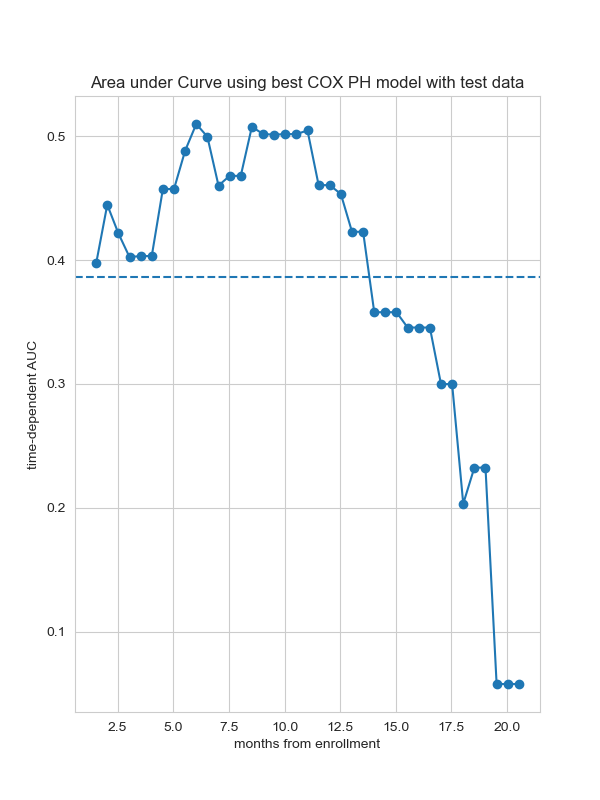 Area under Curve using best COX PH model with test data
0.5
0.4
0.3
0.2
0.1
time-dependent AUC
2.5 5.0 7.5 10.0 12.5 15.0 17.5 20.0
months from enrollment